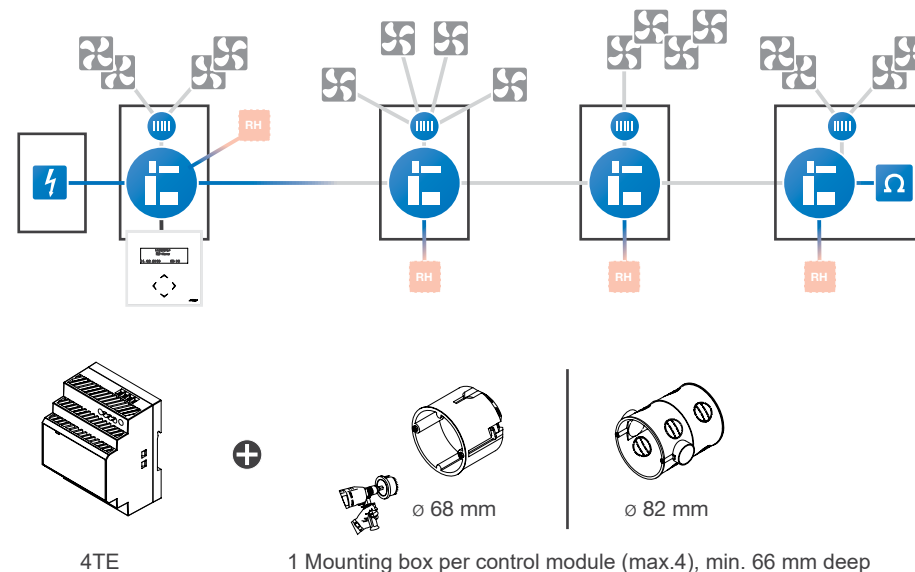 RH
Ω
RH
RH
RH
ø 68 mm
ø 82 mm
4TE
1 Mounting box per control module (max.4), min. 66 mm deep